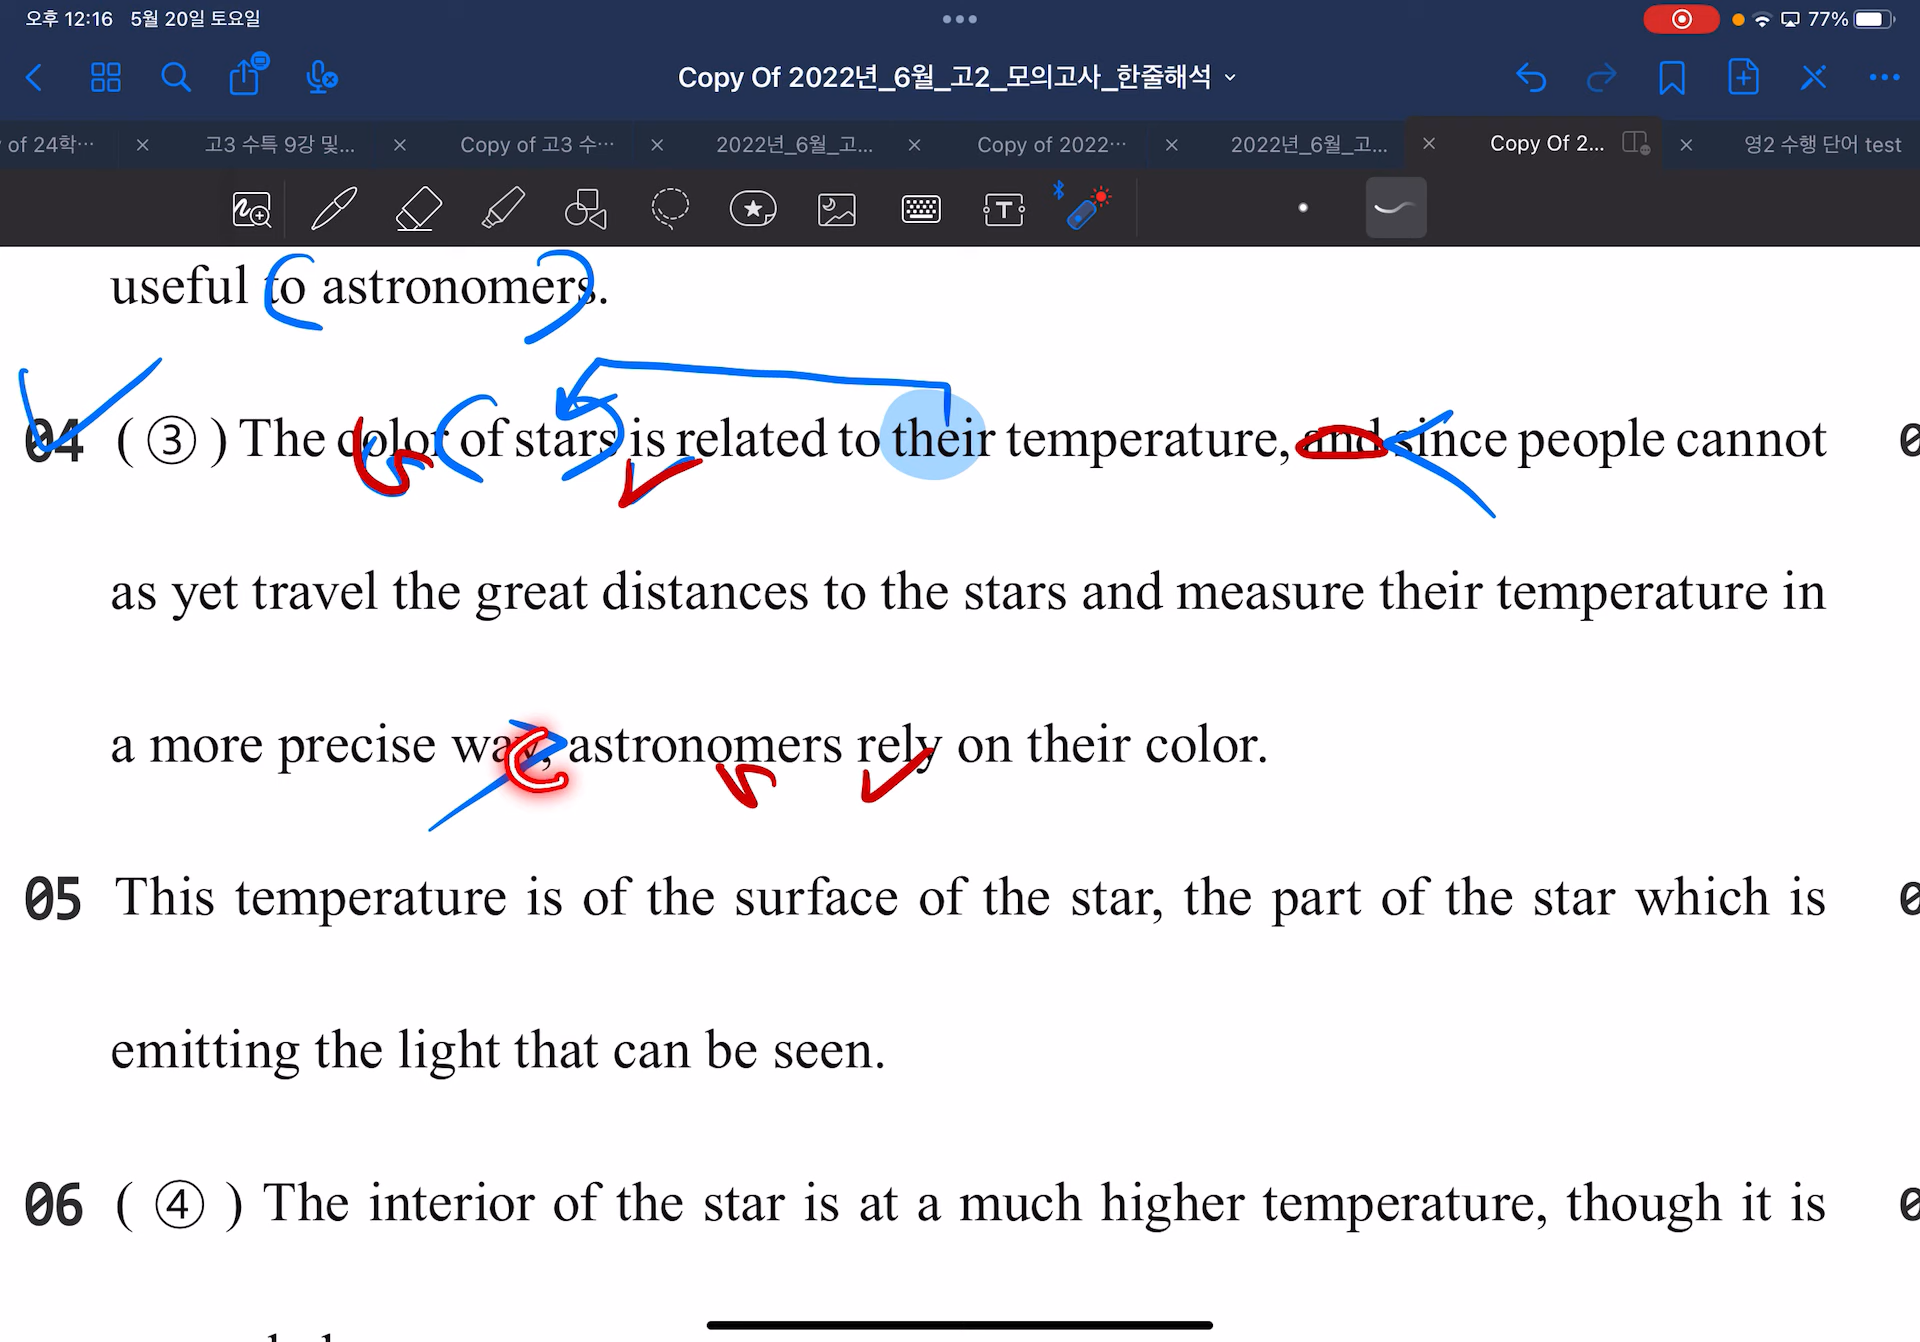 오후 12:16 5월 20일 토요일
77%
Copy Of 2022년_6월_고2_모의고사_한줄해석
of 24학…
고3 수특 9강 및...
Copy of 고3 수…
2022년_6월_고...
Copy of 2022…
2022년_6월_고...
Copy Of 2...
영2 수행 단어 test
useful to astronomers.
04 ( ③ ) The color of stars is related to their temperature, and since people cannot
as yet travel the great distances to the stars and measure their temperature in
a more precise way, astronomers rely on their color.
05 This temperature is of the surface of the star, the part of the star which is
emitting the light that can be seen.
06 ( ④ ) The interior of the star is at a much higher temperature, though it is